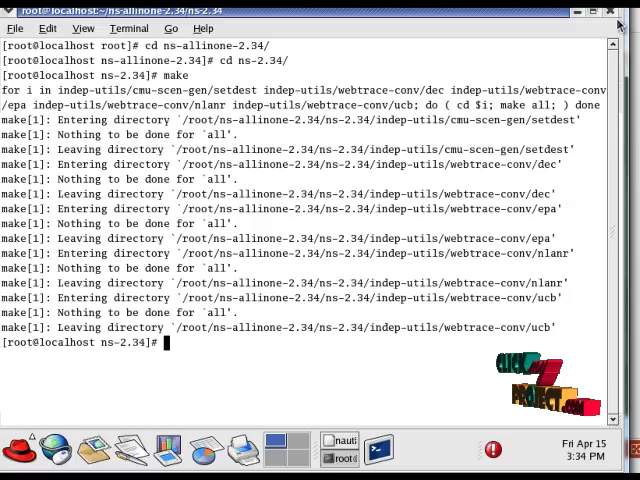 root@localhost:~/ns-allinone-2.34/ns-2.34
File Edit View Terminal Go Help
[root@localhost root]# cd ns-allinone-2.34/
[root@localhost ns-allinone-2.34]# cd ns-2.34/
[root@localhost ns-2.34]# make
for i in indep-utils/cmu-scen-gen/setdest indep-utils/webtrace-conv/dec indep-utils/webtrace-conv
/epa indep-utils/webtrace-conv/nlanr indep-utils/webtrace-conv/ucb; do ( cd $i; make all; ) done
make[1]: Entering directory `/root/ns-allinone-2.34/ns-2.34/indep-utils/cmu-scen-gen/setdest'
make[1]: Nothing to be done for `all'.
make[1]: Leaving directory `/root/ns-allinone-2.34/ns-2.34/indep-utils/cmu-scen-gen/setdest'
make[1]: Entering directory `/root/ns-allinone-2.34/ns-2.34/indep-utils/webtrace-conv/dec'
make[1]: Nothing to be done for `all'.
make[1]: Leaving directory `/root/ns-allinone-2.34/ns-2.34/indep-utils/webtrace-conv/dec'
make[1]: Entering directory `/root/ns-allinone-2.34/ns-2.34/indep-utils/webtrace-conv/epa'
make[1]: Nothing to be done for `all'.
make[1]: Leaving directory `/root/ns-allinone-2.34/ns-2.34/indep-utils/webtrace-conv/epa'
make[1]: Entering directory `/root/ns-allinone-2.34/ns-2.34/indep-utils/webtrace-conv/nlanr'
make[1]: Nothing to be done for `all'.
make[1]: Leaving directory `/root/ns-allinone-2.34/ns-2.34/indep-utils/webtrace-conv/nlanr'
make[1]: Entering directory `/root/ns-allinone-2.34/ns-2.34/indep-utils/webtrace-conv/ucb'
make[1]: Nothing to be done for `all'.
make[1]: Leaving directory `/root/ns-allinone-2.34/ns-2.34/indep-utils/webtrace-conv/ucb'
[root@localhost ns-2.34]#
CLICK
MY
PROJECT.COM
nauti
root@
Fri Apr 15
3:34 PM